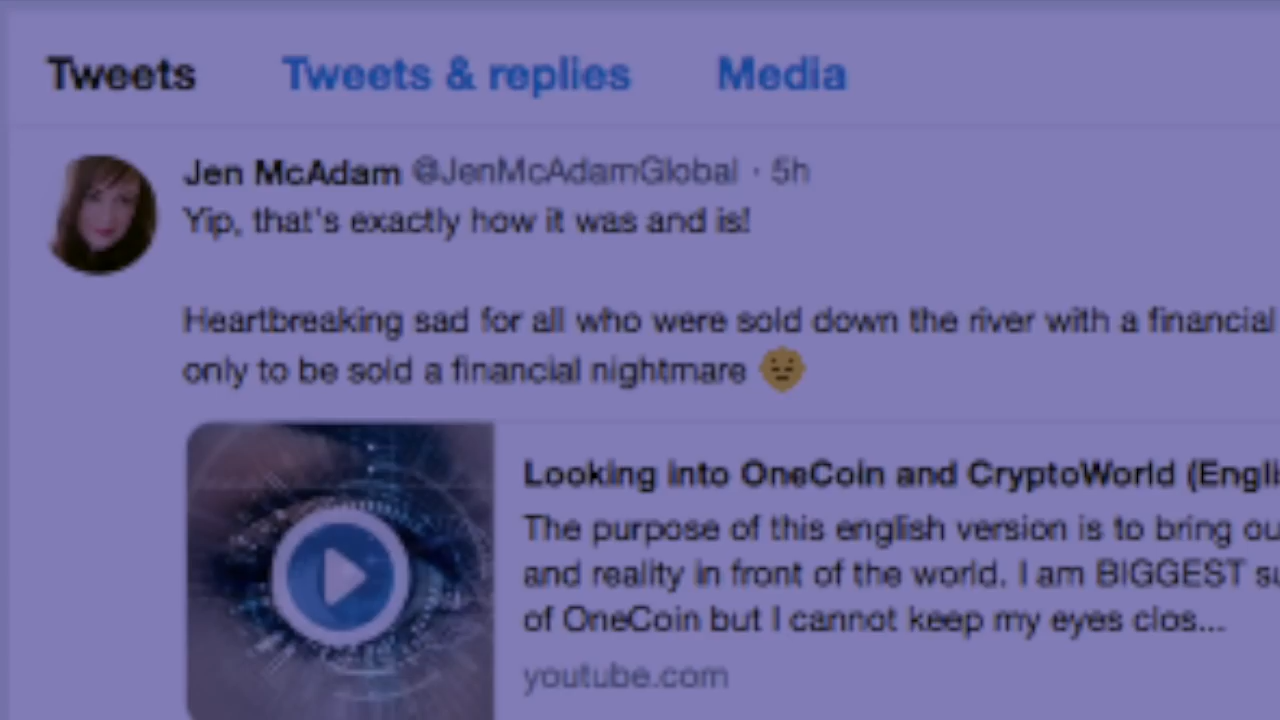 Tweets Tweets & replies Media
Jen McAdam @JenMcAdamGlobal · 5h
Yip, that's exactly how it was and is!
Heartbreaking sad for all who were sold down the river with a financial
only to be sold a financial nightmare
Looking into OneCoin and CryptoWorld (Engli
The purpose of this english version is to bring ou
and reality in front of the world. I am BIGGEST su
of OneCoin but I cannot keep my eyes clos...
youtube.com